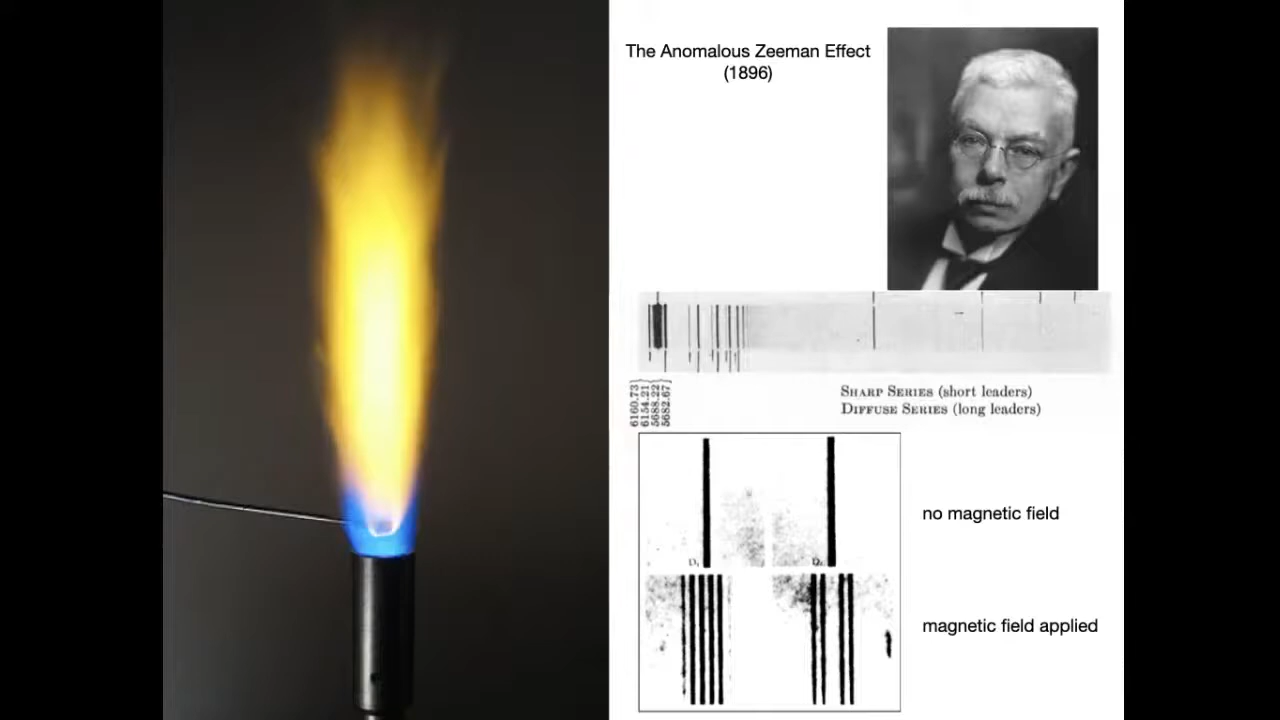 The Anomalous Zeeman Effect
(1896)
6160.73
6154.21
5688.22
5682.67
SHARP SERIES (short leaders)
DIFFUSE SERIES (long leaders)
no magnetic field
D₁
magnetic field applied